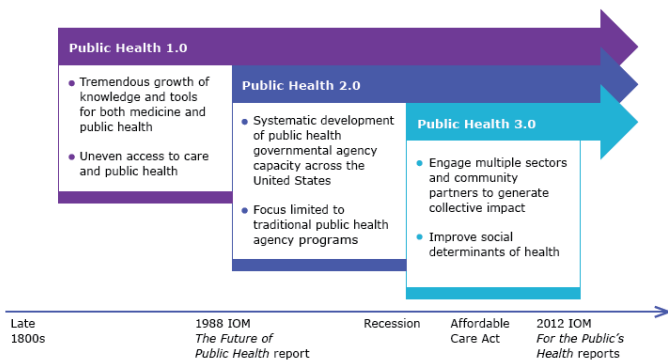 Public Health 1.0
• Tremendous growth of
knowledge and tools
for both medicine and
public health
• Uneven access to care
and public health
Public Health 2.0
• Systematic development
of public health
governmental agency
capacity across the
United States
• Focus limited to
traditional public health
agency programs
Public Health 3.0
• Engage multiple sectors
and community
partners to generate
collective impact
• Improve social
determinants of health
Late
1800s
1988 IOM
The Future of
Public Health report
Recession
Affordable
Care Act
2012 IOM
For the Public's
Health reports